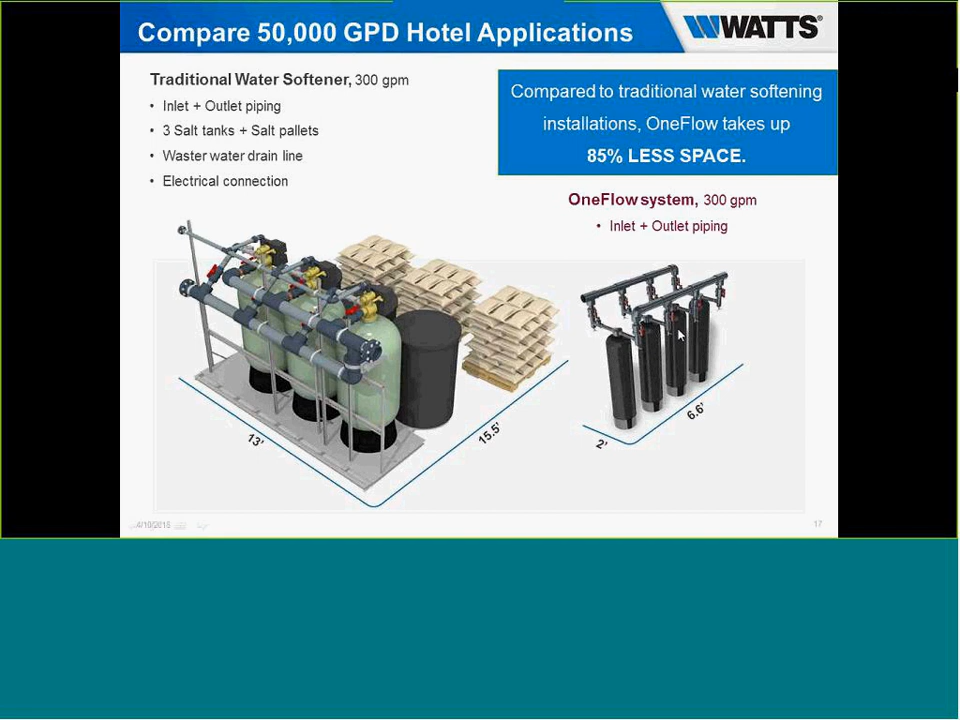 Compare 50,000 GPD Hotel Applications
WATTS®
Traditional Water Softener, 300 gpm
• Inlet + Outlet piping
• 3 Salt tanks + Salt pallets
• Waster water drain line
• Electrical connection
Compared to traditional water softening
installations, OneFlow takes up
85% LESS SPACE.
OneFlow system, 300 gpm
• Inlet + Outlet piping
13'
15.5'
2'
6.6'
17